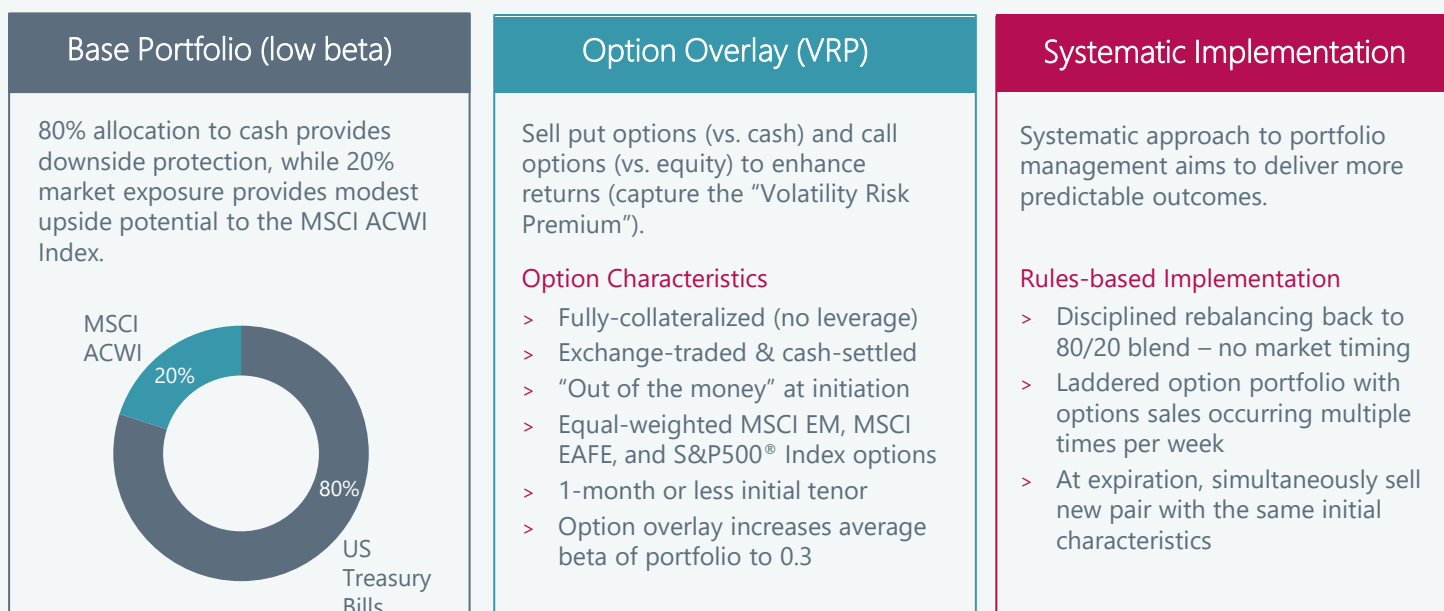 Base Portfolio (low beta)
80% allocation to cash provides
downside protection, while 20%
market exposure provides modest
upside potential to the MSCI ACWI
Index.
MSCI
ACWI
20%
80%
US
Treasury
Bills
Option Overlay (VRP)
Sell put options (vs. cash) and call
options (vs. equity) to enhance
returns (capture the “Volatility Risk
Premium”).
Option Characteristics
> Fully-collateralized (no leverage)
> Exchange-traded & cash-settled
> “Out of the money” at initiation
> Equal-weighted MSCI EM, MSCI
EAFE, and S&P500® Index options
> 1-month or less initial tenor
> Option overlay increases average
beta of portfolio to 0.3
Systematic Implementation
Systematic approach to portfolio
management aims to deliver more
predictable outcomes.
Rules-based Implementation
> Disciplined rebalancing back to
80/20 blend – no market timing
> Laddered option portfolio with
options sales occurring multiple
times per week
> At expiration, simultaneously sell
new pair with the same initial
characteristics